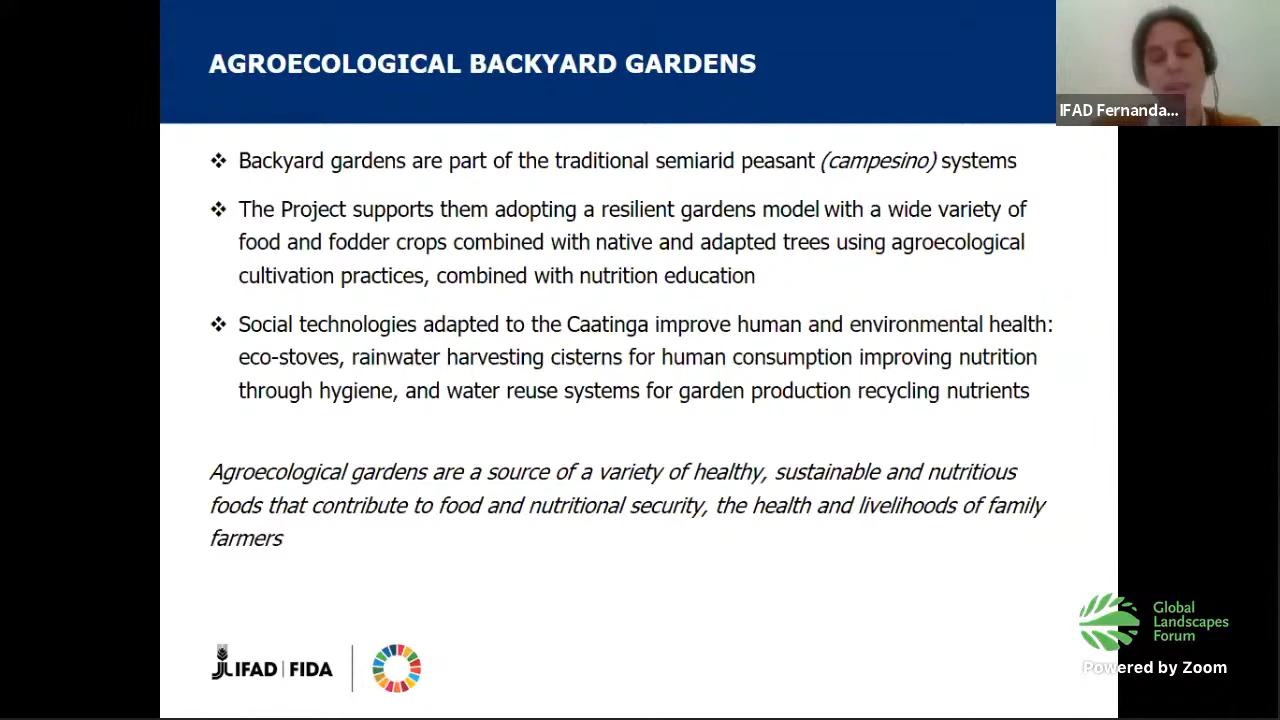 AGROECOLOGICAL BACKYARD GARDENS
IFAD Fernanda...
❖ Backyard gardens are part of the traditional semiarid peasant (campesino) systems
❖ The Project supports them adopting a resilient gardens model with a wide variety of
food and fodder crops combined with native and adapted trees using agroecological
cultivation practices, combined with nutrition education
❖ Social technologies adapted to the Caatinga improve human and environmental health:
eco-stoves, rainwater harvesting cisterns for human consumption improving nutrition
through hygiene, and water reuse systems for garden production recycling nutrients
Agroecological gardens are a source of a variety of healthy, sustainable and nutritious
foods that contribute to food and nutritional security, the health and livelihoods of family
farmers
Global
Landscapes
Forum
Powered by Zoom
JLIFAD | FIDA